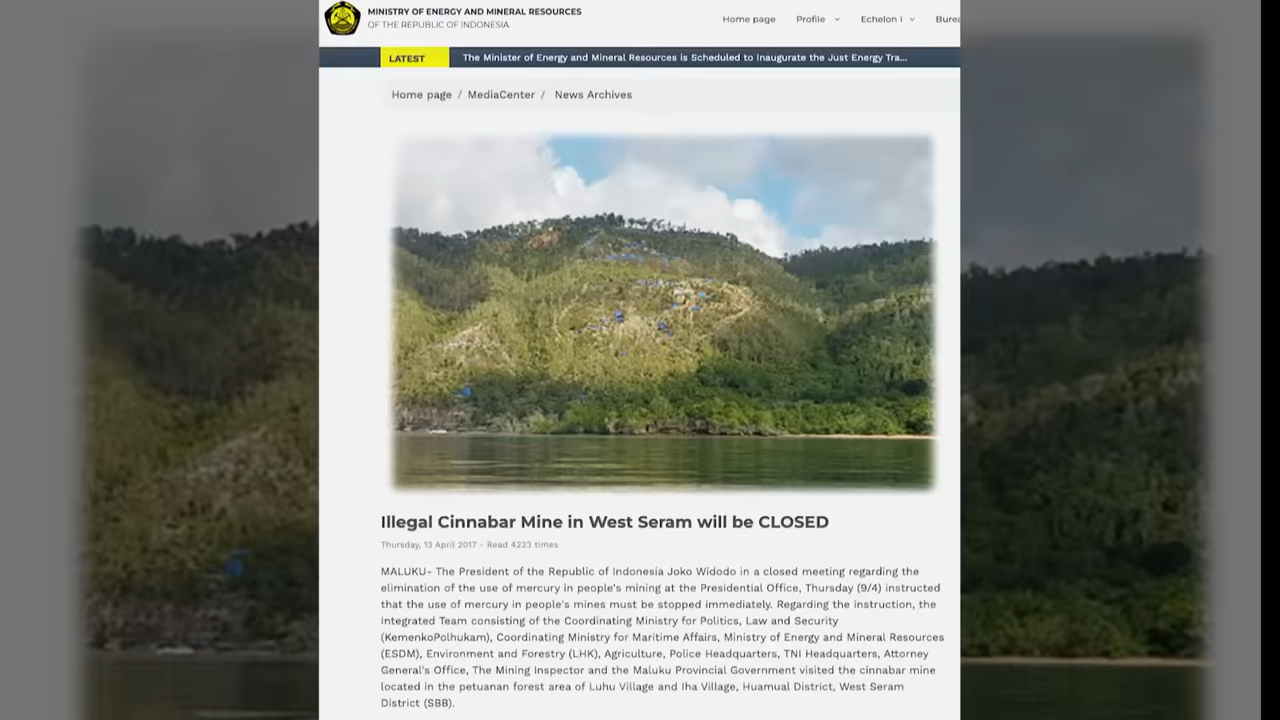 MINISTRY OF ENERGY AND MINERAL RESOURCES
OF THE REPUBLIC OF INDONESIA
Home page Profile Echelon I
LATEST The Minister of Energy and Mineral Resources is Scheduled to Inaugurate the Just Energy Tra...
Home page / MediaCenter / News Archives
Illegal Cinnabar Mine in West Seram will be CLOSED
Thursday, 13 April 2017 - Read 4223 times
MALUKU- The President of the Republic of Indonesia Joko Widodo in a closed meeting regarding the
elimination of the use of mercury in people's mining at the Presidential Office, Thursday (9/4) instructed
that the use of mercury in people's mines must be stopped immediately. Regarding the instruction, the
Integrated Team consisting of the Coordinating Ministry for Politics, Law and Security
(KemenkoPolhukam), Coordinating Ministry for Maritime Affairs, Ministry of Energy and Mineral Resources
(ESDM), Environment and Forestry (LHK), Agriculture, Police Headquarters, TNI Headquarters, Attorney
General's Office, The Mining Inspector and the Maluku Provincial Government visited the cinnabar mine
located in the petuanan forest area of Luhu Village and Iha Village, Huamual District, West Seram
District (SBB).